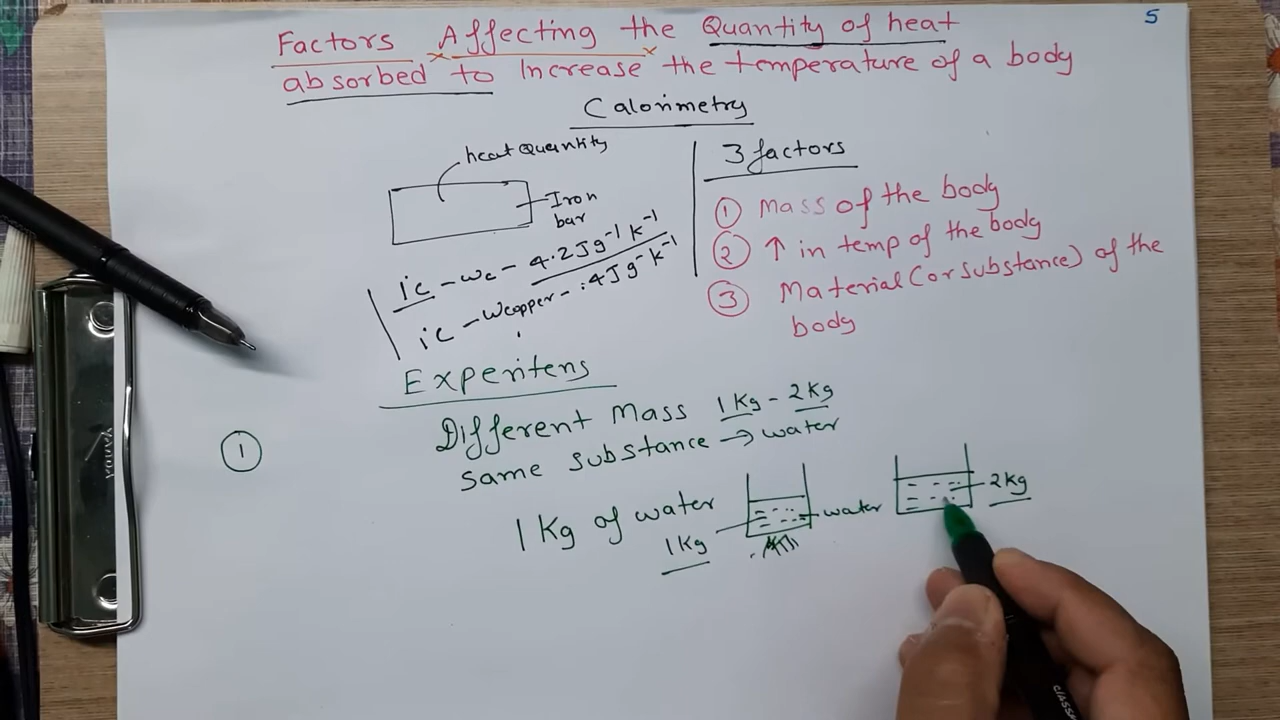 5
Factors Affecting the Quantity of heat
absorbed to Increase the temperature of a body
Calorimetry
heat Quantity
Iron
bar
1c - wc - 4.2Jg⁻¹ k⁻¹
1c - wcopper - .4Jg⁻ k⁻¹
3 factors
① Mass of the body
② ↑ in temp of the body
③ Material (or substance) of the
body
Experitens
① Different Mass 1 Kg - 2 Kg
same substance → water
1 Kg of water
1 Kg
water
2 Kg